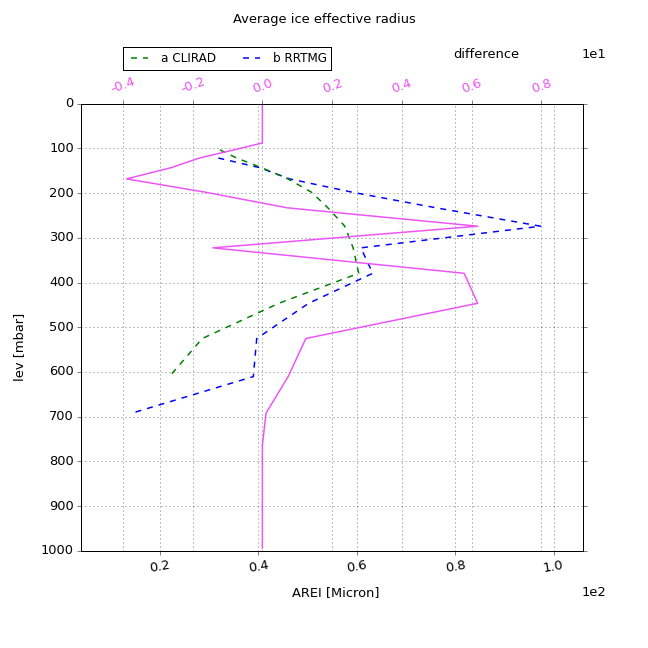 Average ice effective radius
a CLIRAD b RRTMG
difference 1e1
-0.4 -0.2 0.0 0.2 0.4 0.6 0.8
0
100
200
300
400
500
600
700
800
900
1000
lev [mbar]
0.2 0.4 0.6 0.8 1.0
AREI [Micron] 1e2